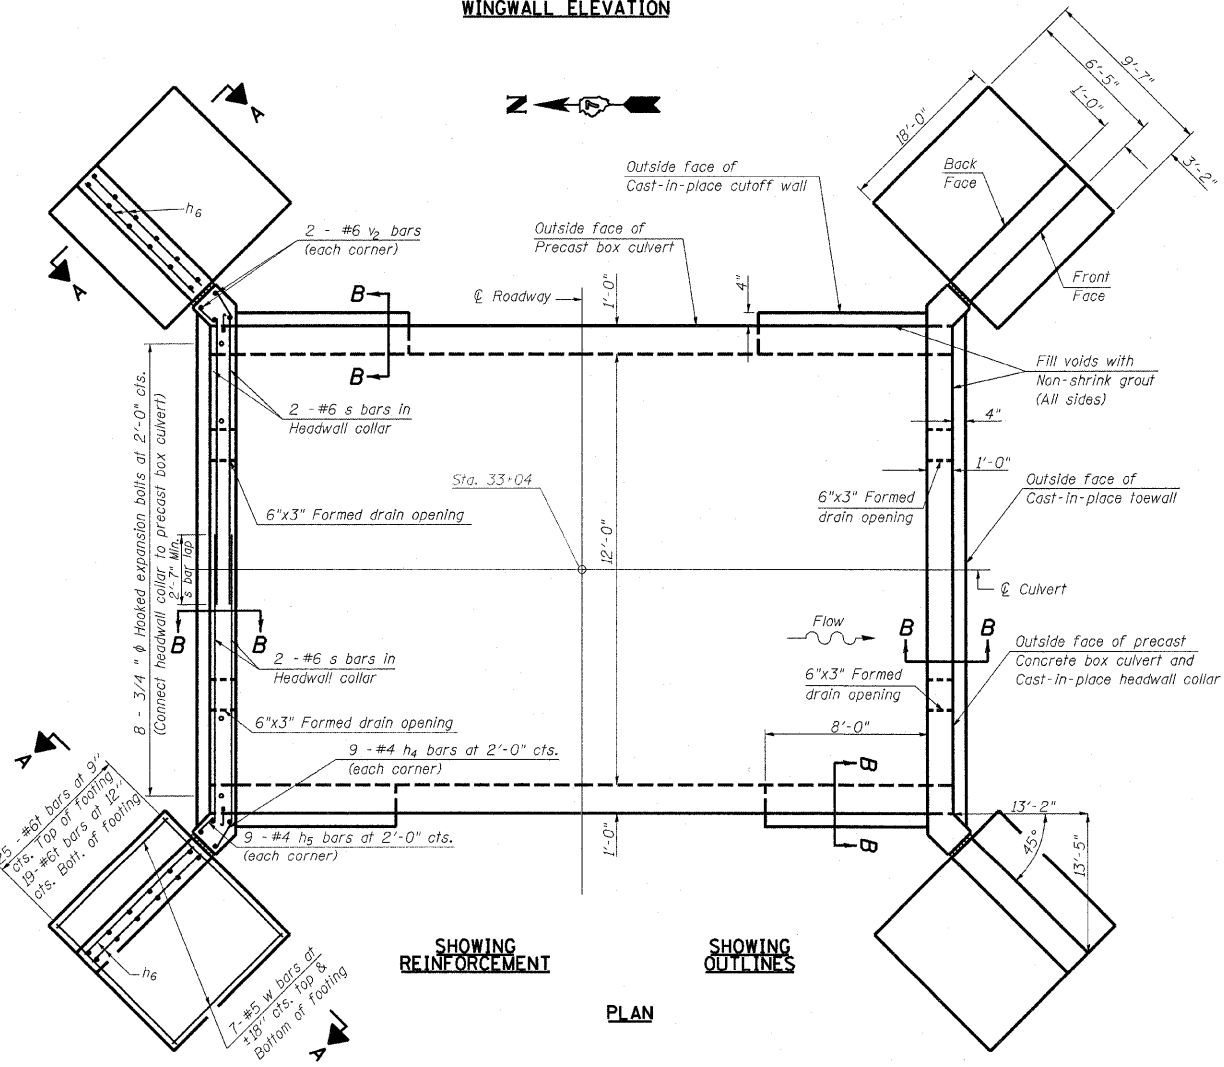 WINGWALL ELEVATION
A
N
9'-7"
6'-5"
1'-0"
18'-0"
3'-2"
Outside face of
Cast-in-place cutoff wall
Back
Face
h6
2 - #6 v2 bars
(each corner)
Outside face of
Precast box culvert
A
B
℄ Roadway
1'-0"
4"
Front
Face
B
Fill voids with
Non-shrink grout
(All sides)
2 - #6 s bars in
Headwall collar
4"
8 - 3/4 " ϕ Hooked expansion bolts at 2'-0" cts.
(Connect headwall collar to precast box culvert)
1'-0"
Sta. 33+04
Outside face of
Cast-in-place toewall
6"x3" Formed
drain opening
6"x3" Formed drain opening
2'-7" Min.
s bar lap
12'-0"
℄ Culvert
Flow
B
B
B
B
Outside face of precast
Concrete box culvert and
Cast-in-place headwall collar
2 - #6 s bars in
Headwall collar
6"x3" Formed
drain opening
6"x3" Formed drain opening
8'-0"
A
9 - #4 h4 bars at 2'-0" cts.
(each corner)
B
25 - #6t bars at 9"
cts. Top of footing
19-#6t bars at 12"
cts. Bott. of footing
13'-2"
9 - #4 h5 bars at 2'-0" cts.
(each corner)
1'-0"
B
45°
13'-5"
h6
SHOWING
REINFORCEMENT
SHOWING
OUTLINES
7-#5 w bars at
±18" cts. top &
Bottom of footing
A
PLAN